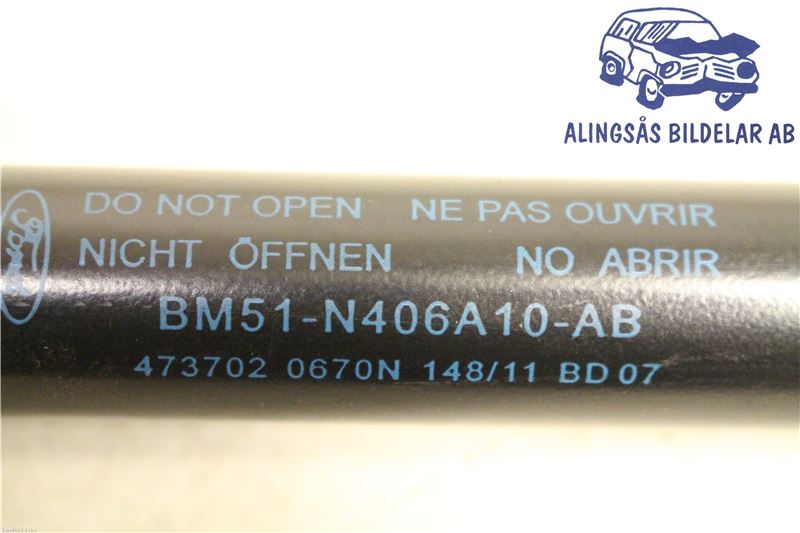 ALINGSÅS BILDELAR AB
Ford
DO NOT OPEN NE PAS OUVRIR
NICHT ÖFFNEN NO ABRIR
BM51-N406A10-AB
473702 0670N 148/11 BD 07